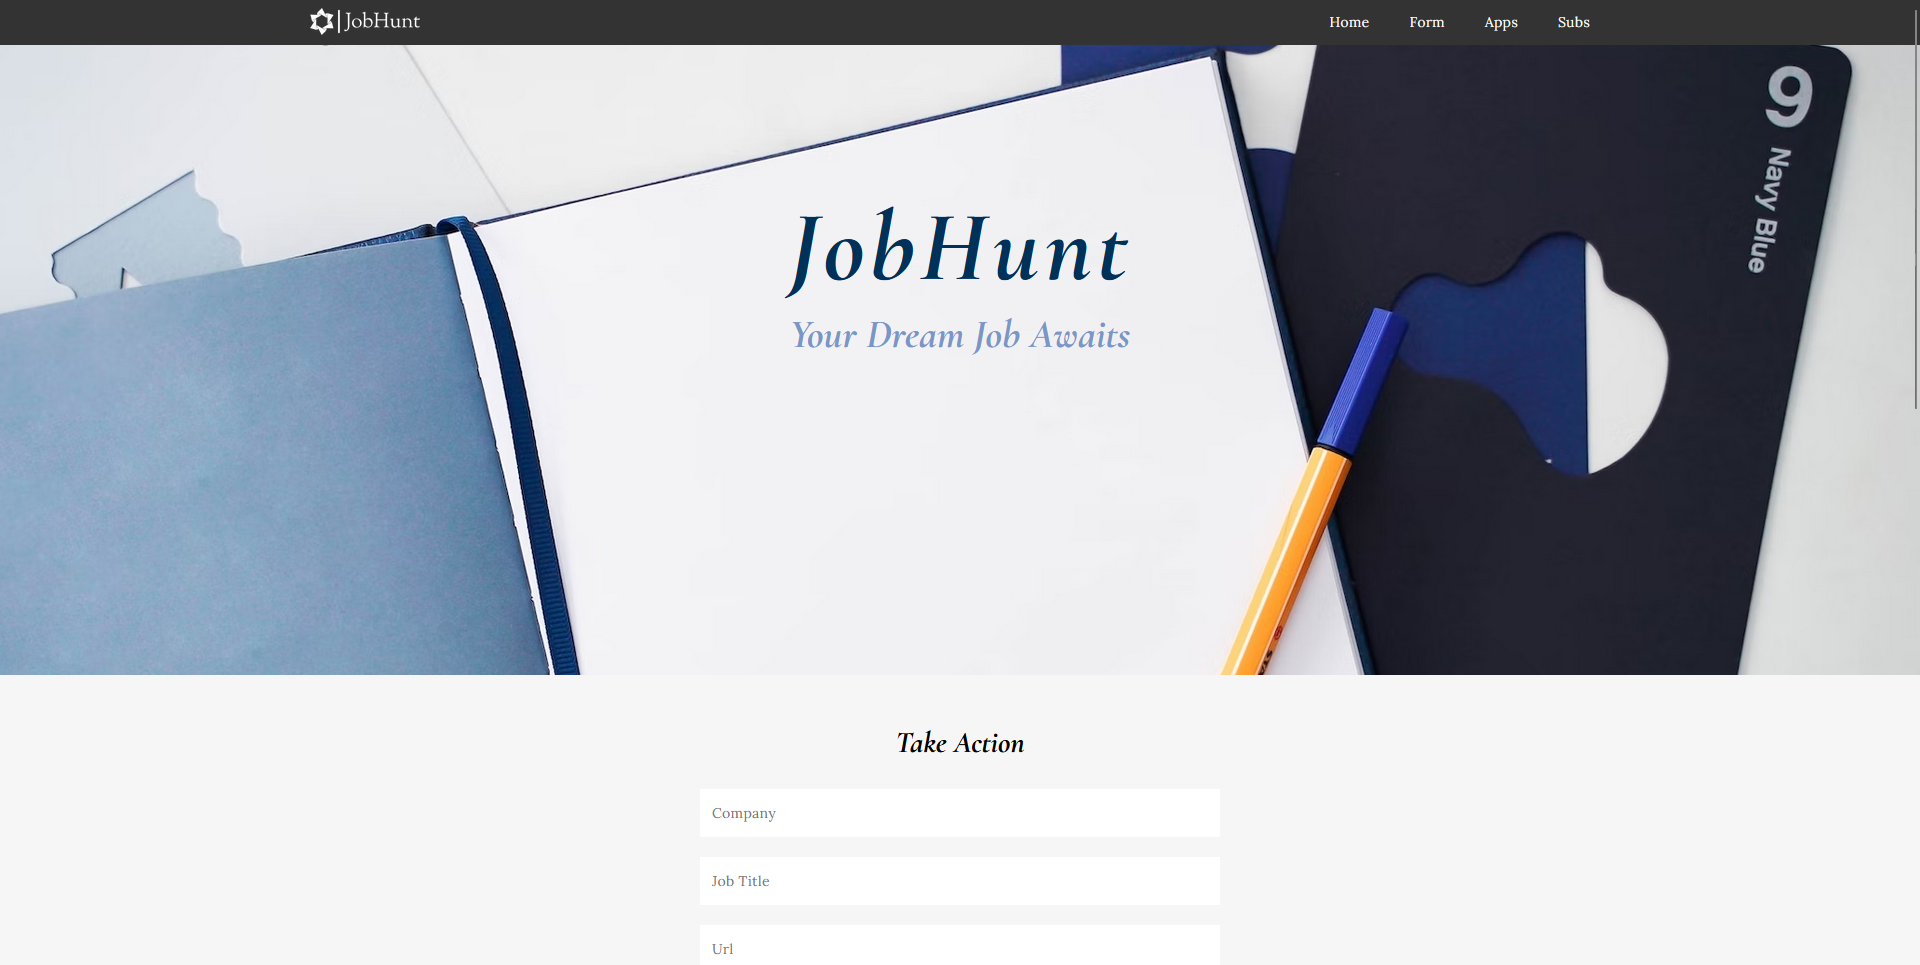 JobHunt
Home
Form
Apps
Subs
9 Navy Blue
JobHunt
Your Dream Job Awaits
Take Action
Company
Job Title
Url